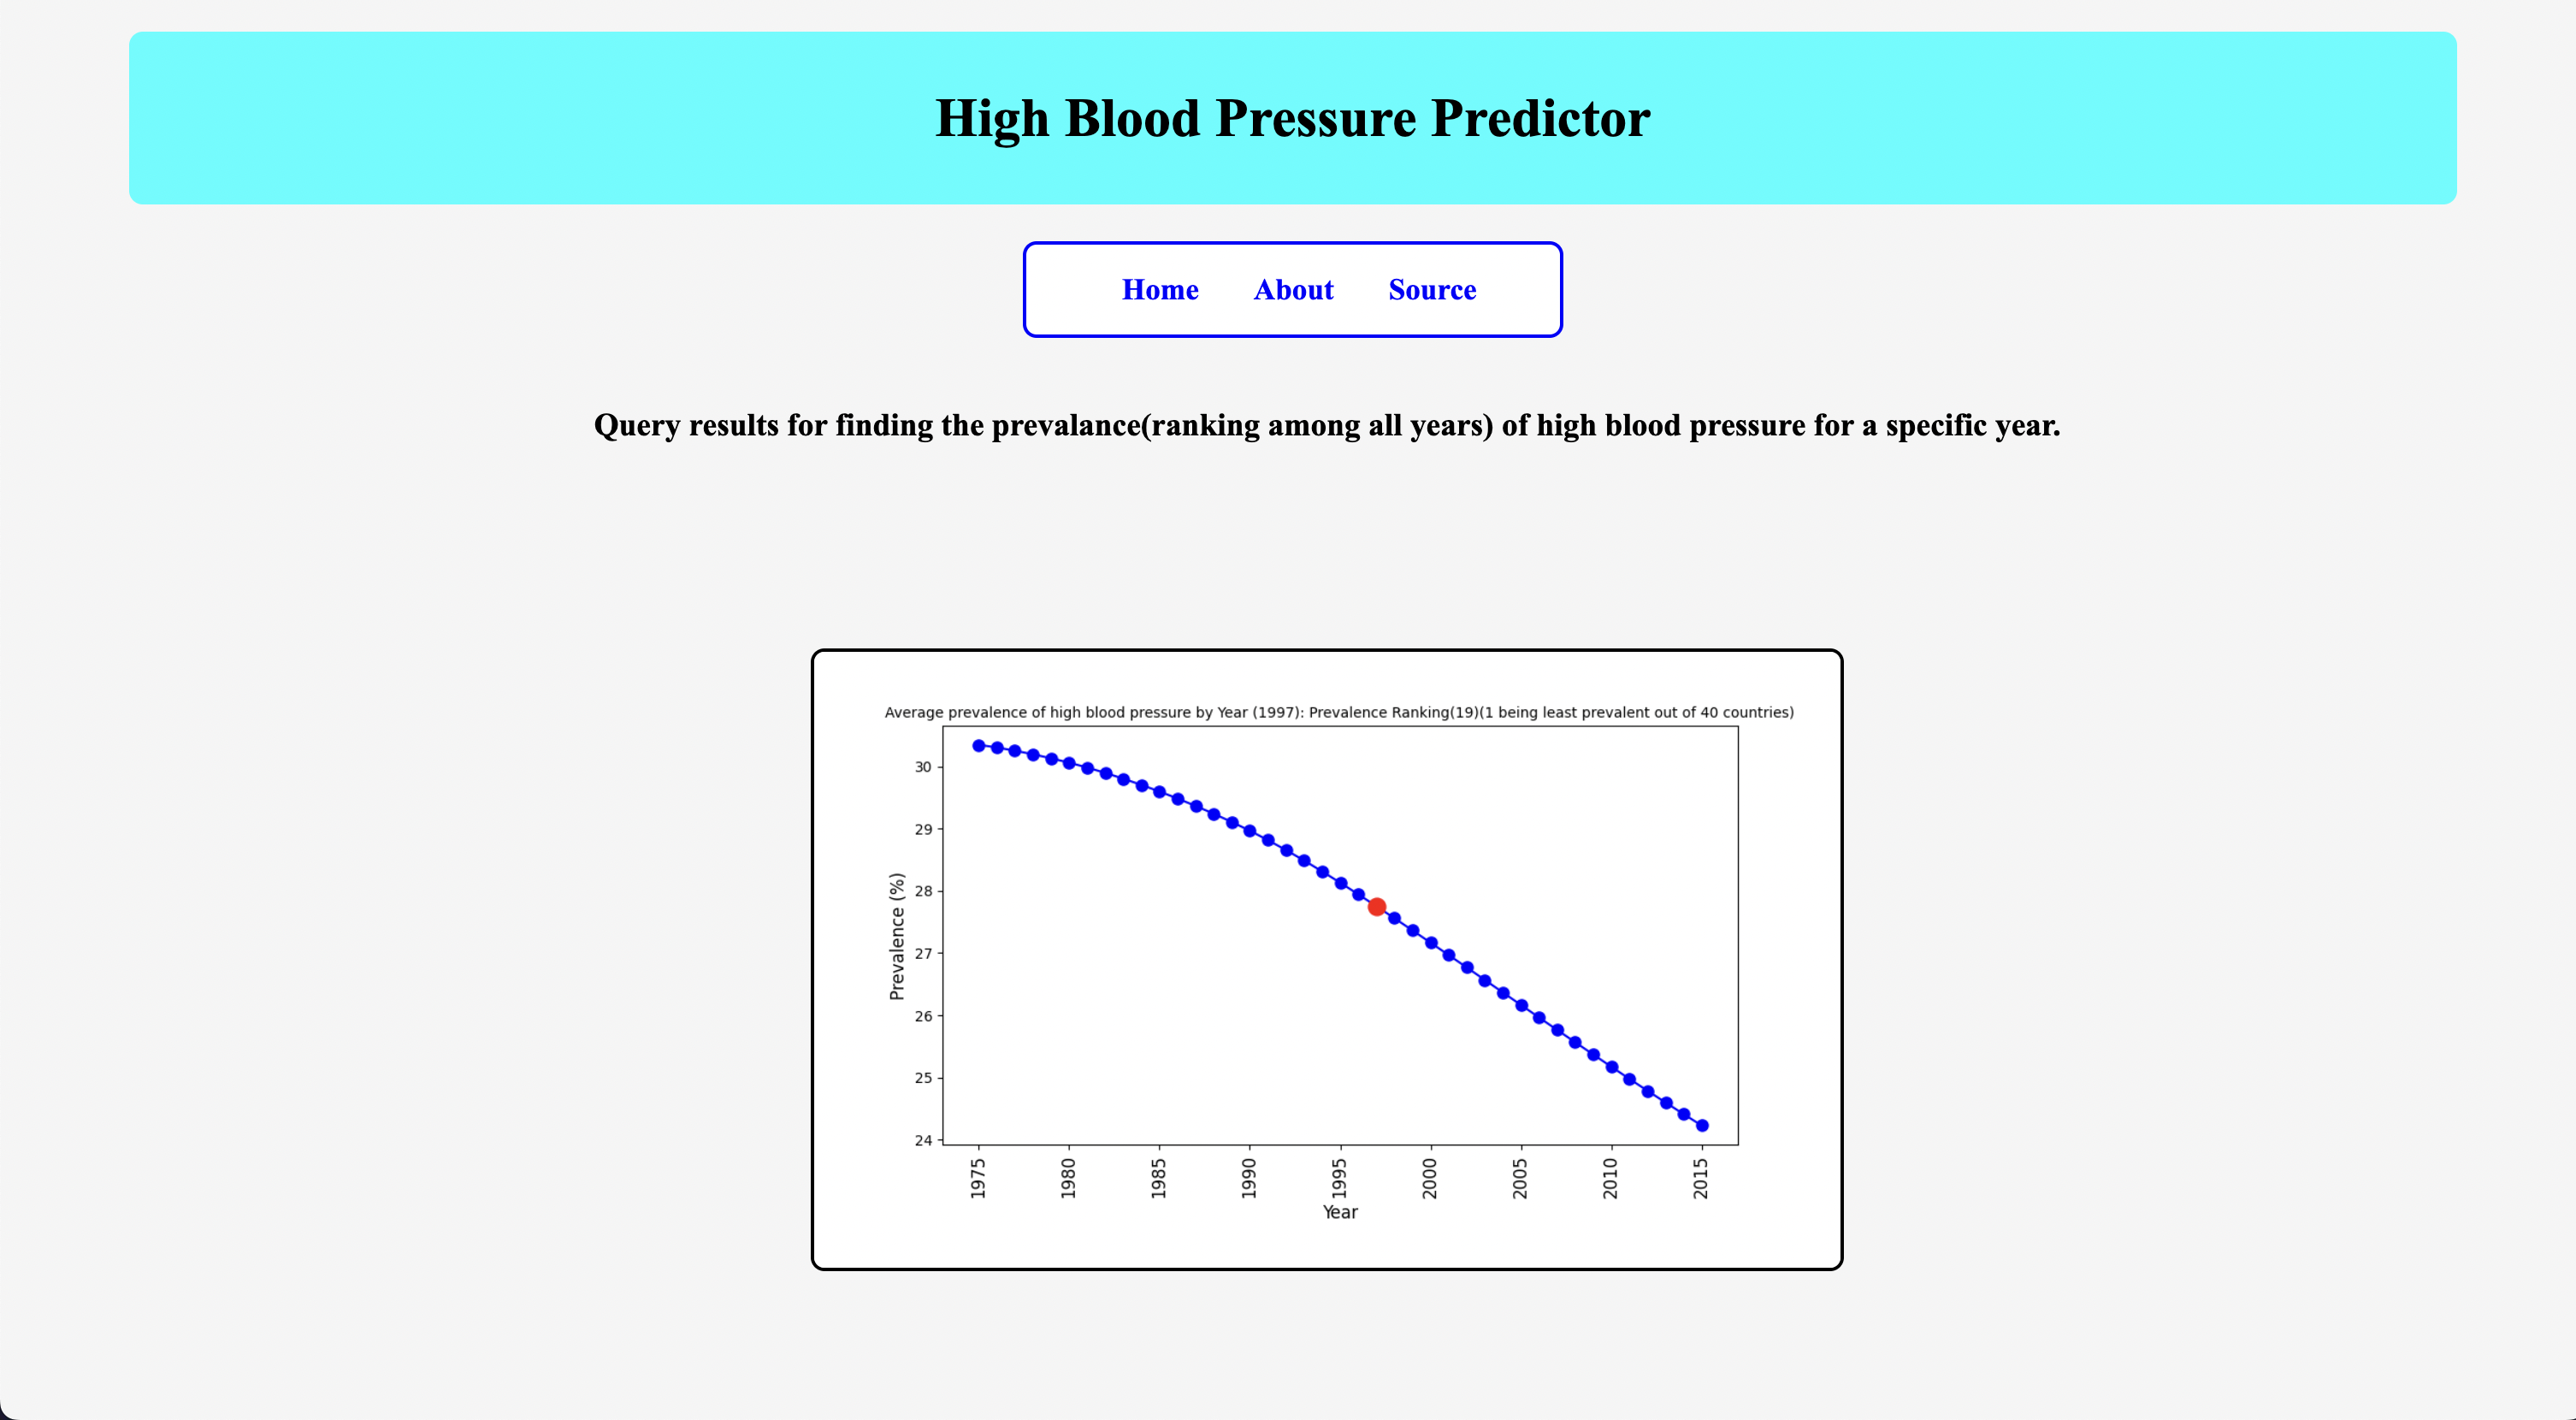 High Blood Pressure Predictor
Home About Source
Query results for finding the prevalance(ranking among all years) of high blood pressure for a specific year.
Average prevalence of high blood pressure by Year (1997): Prevalence Ranking(19)(1 being least prevalent out of 40 countries)
Prevalence (%)
30
29
28
27
26
25
24
1975 1980 1985 1990 1995 2000 2005 2010 2015
Year